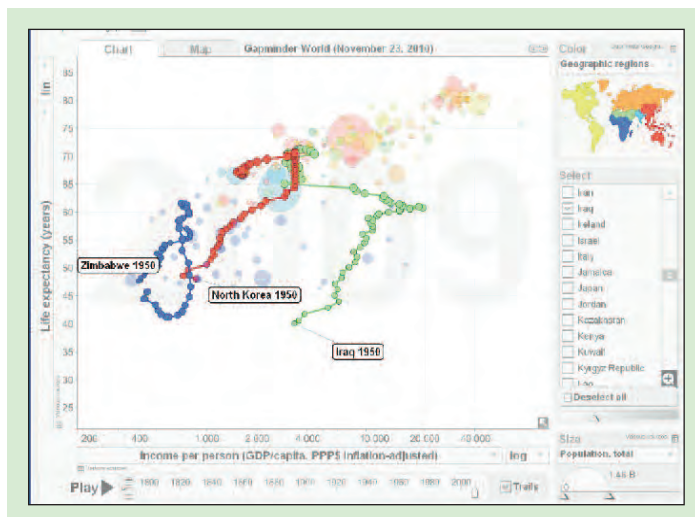 Chart Map Gapminder World (November 23, 2010) Color
Geographic regions
lin
85
80
75
70
65
60
55
50
45
40
35
30
25
Life expectancy (years)
Zimbabwe 1950
North Korea 1950
Iraq 1950
Select
Iran
Iraq
Ireland
Israel
Italy
Jamaica
Japan
Jordan
Kazakhstan
Kenya
Kuwait
Kyrgyz Republic
Deselect all
200 400 1 000 2 000 4 000 10 000 20 000 40 000
Income per person (GDP/capita, PPP$ inflation-adjusted) log
Size
Population, total
Play 1800 1820 1840 1860 1880 1900 1920 1940 1960 1980 2000 Trails